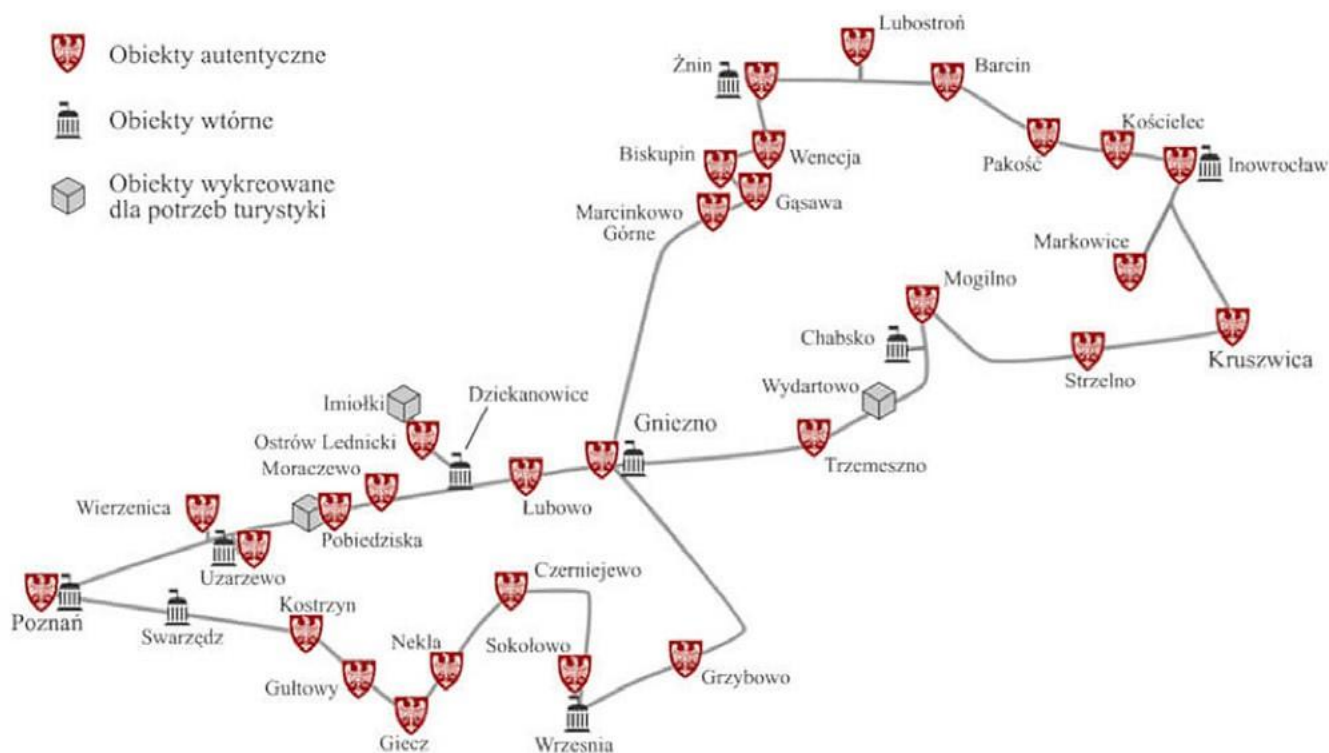 Obiekty autentyczne
Obiekty wtórne
Obiekty wykreowane
dla potrzeb turystyki
Lubostroń
Żnin
Barcin
Kościelec
Biskupin
Wenecja
Pakość
Inowrocław
Marcinkowo
Górne
Gąsawa
Markowice
Mogilno
Chabsko
Kruszwica
Strzelno
Wydartowo
Dziekanowice
Imiołki
Gniezno
Ostrów Lednicki
Moraczewo
Trzemeszno
Wierzenica
Łubowo
Pobiedziska
Uzarzewo
Czerniejewo
Poznań
Kostrzyn
Swarzędz
Nekla
Sokołowo
Grzybowo
Gułtowy
Giecz
Wrzesnia